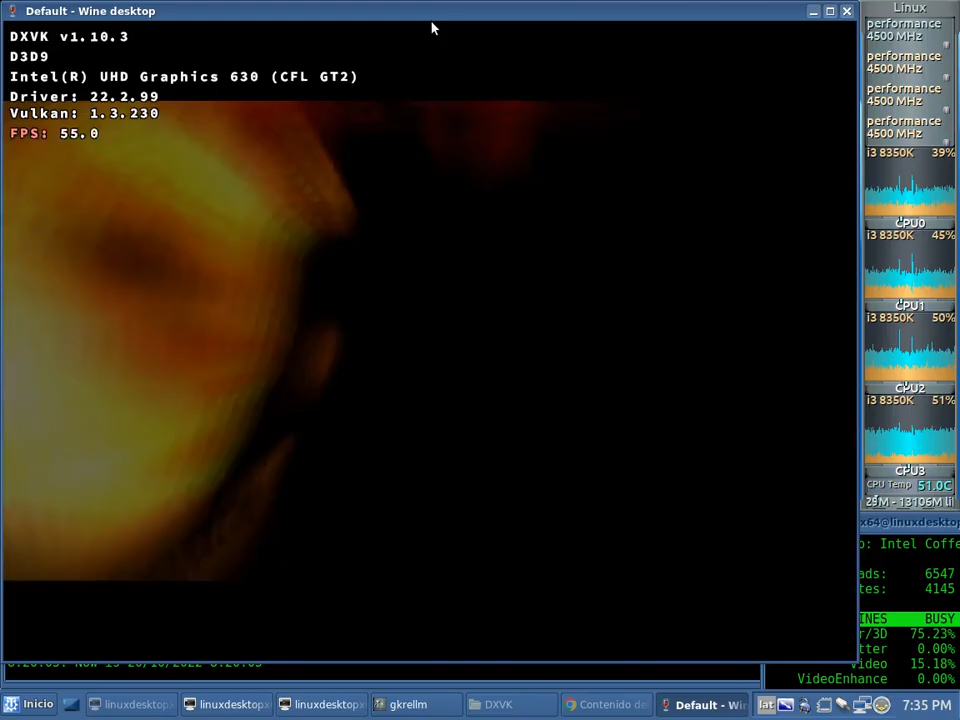 Default - Wine desktop
DXVK v1.10.3
D3D9
Intel(R) UHD Graphics 630 (CFL GT2)
Driver: 22.2.99
Vulkan: 1.3.230
FPS: 55.0
Linux
performance
4500 MHz
performance
4500 MHz
performance
4500 MHz
performance
4500 MHz
i3 8350K 39%
CPU0
i3 8350K 45%
CPU1
i3 8350K 50%
CPU2
i3 8350K 51%
CPU3
CPU Temp 51.0C
- 13106M
x64@linuxdesktop
: Intel Coffe
ads: 6547
tes: 4145
INES BUSY
r/3D 75.23%
tter 0.00%
Video 15.18%
VideoEnhance 0.00%
Inicio
linuxdesktop
linuxdesktop
linuxdesktop
gkrellm
DXVK
Contenido de
Default - Win
lat
7:35 PM